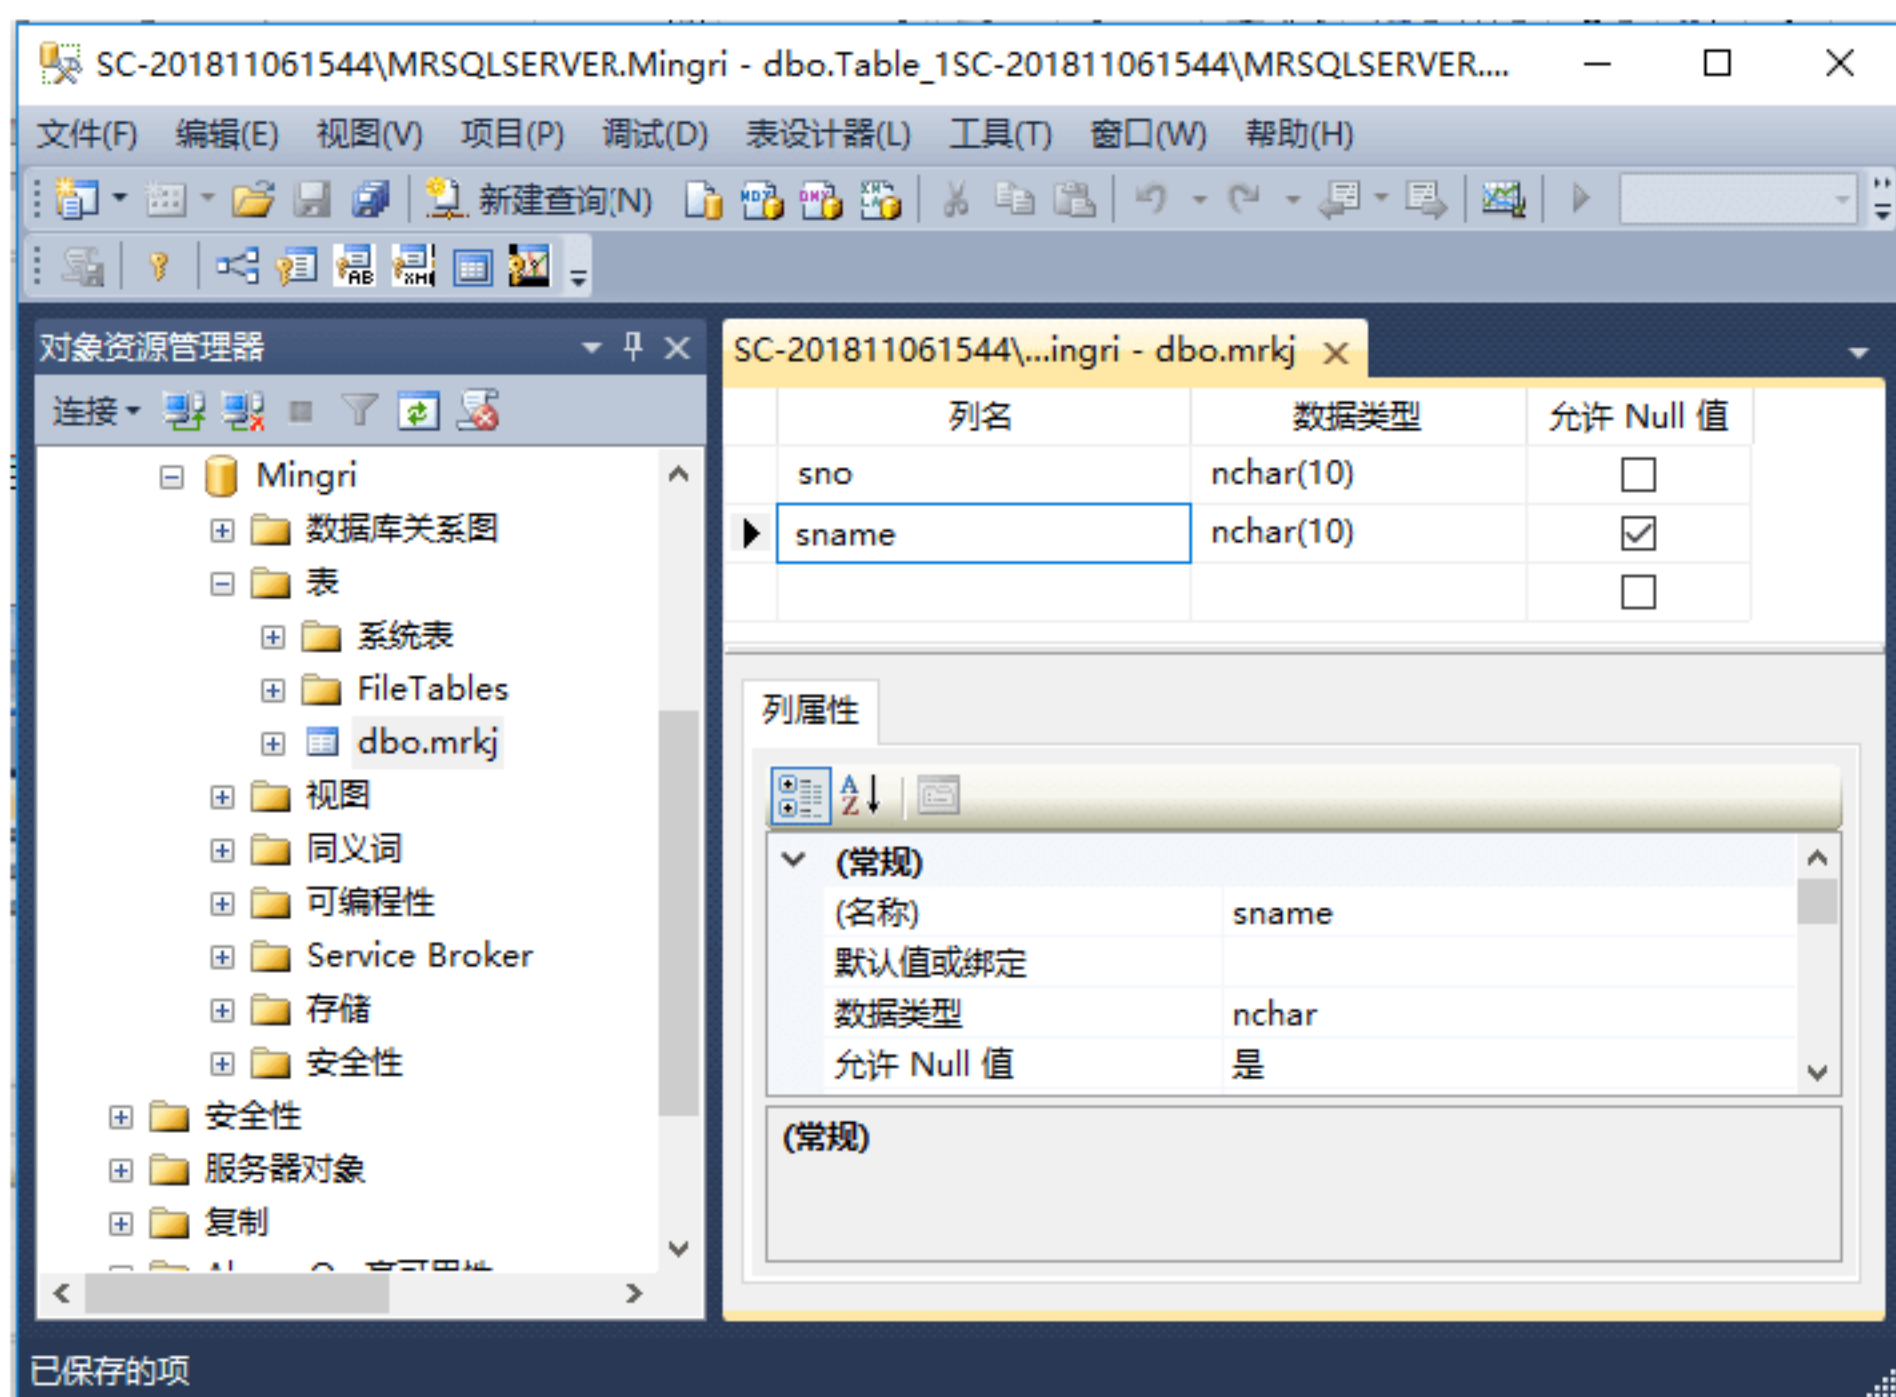 SC-201811061544\MRSQLSERVER.Mingri - dbo.Table_1SC-201811061544\MRSQLSERVER....
文件(F) 编辑(E) 视图(V) 项目(P) 调试(D) 表设计器(L) 工具(T) 窗口(W) 帮助(H)
新建查询(N)
对象资源管理器
连接
Mingri
数据库关系图
表
系统表
FileTables
dbo.mrkj
视图
同义词
可编程性
Service Broker
存储
安全性
安全性
服务器对象
复制
SC-201811061544\...ingri - dbo.mrkj
列名 数据类型 允许 Null 值
sno nchar(10)
sname nchar(10)
列属性
(常规)
(名称) sname
默认值或绑定
数据类型 nchar
允许 Null 值 是
(常规)
已保存的项